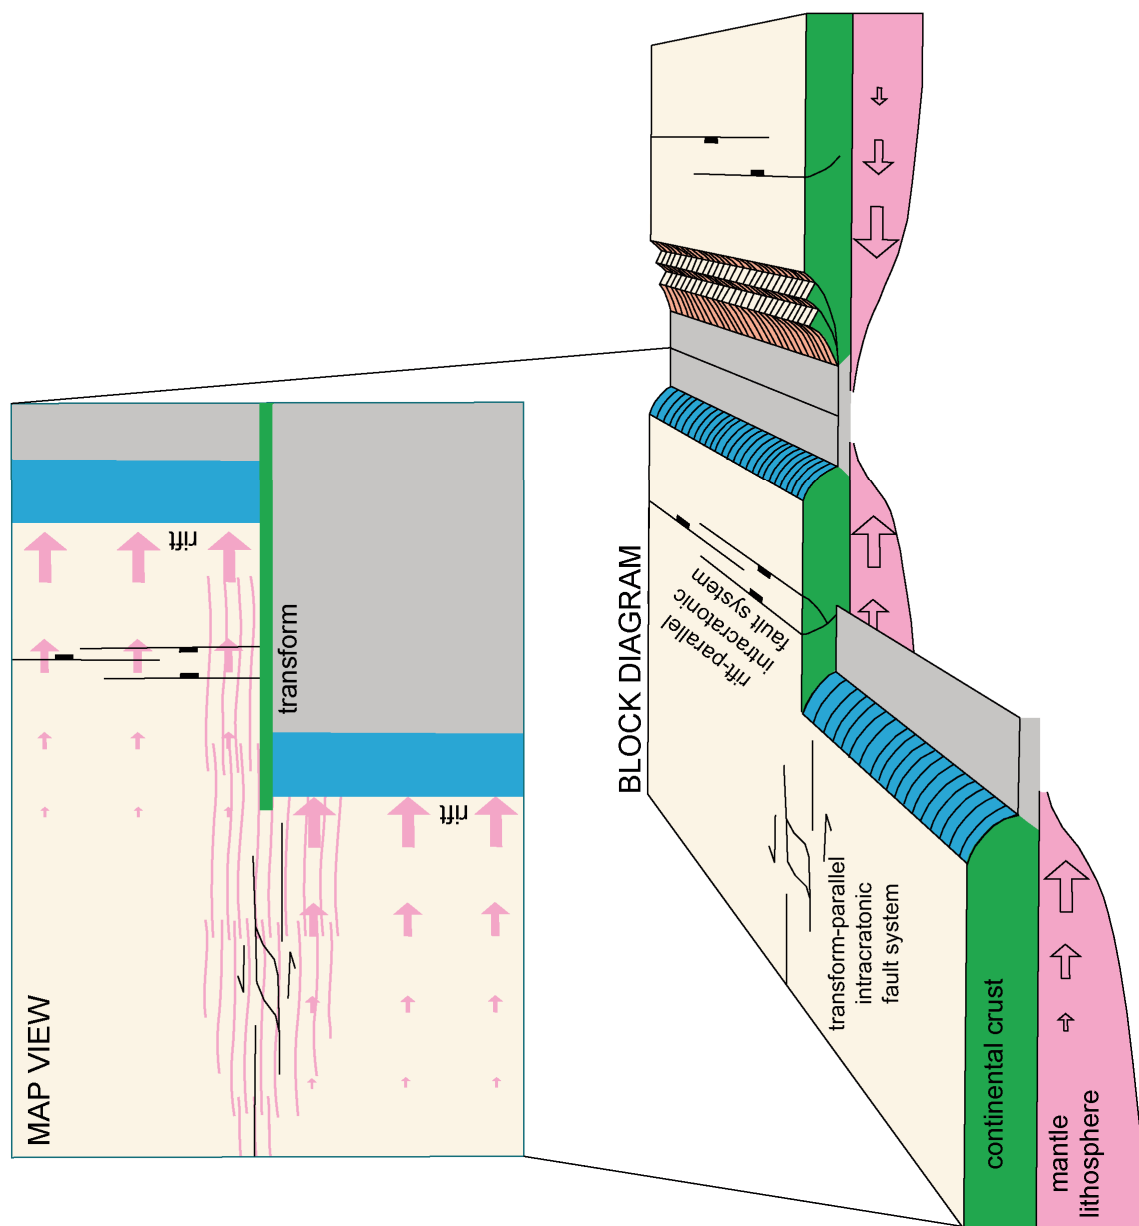 MAP VIEW
rift
transform
rift
BLOCK DIAGRAM
rift-parallel
intracratonic
fault system
transform-parallel
intracratonic
fault system
continental crust
mantle
lithosphere